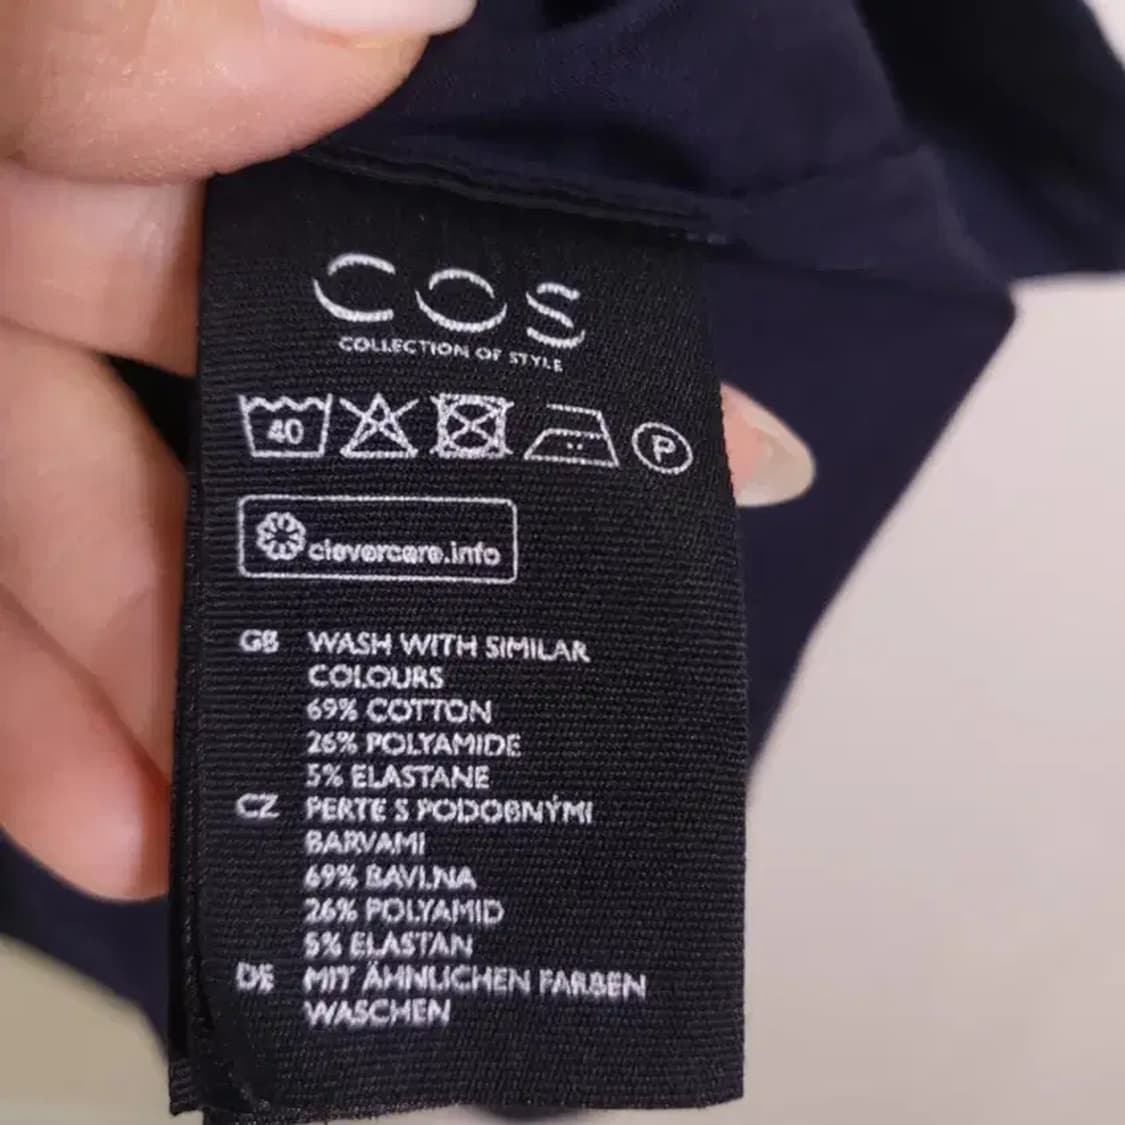 COS
COLLECTION OF STYLE
40
P
clevercare.info
GB WASH WITH SIMILAR
COLOURS
69% COTTON
26% POLYAMIDE
5% ELASTANE
CZ PERTE S PODOBNÝMI
BARVAMI
69% BAVLNA
26% POLYAMID
5% ELASTAN
DE MIT ÄHNLICHEN FARBEN
WASCHEN